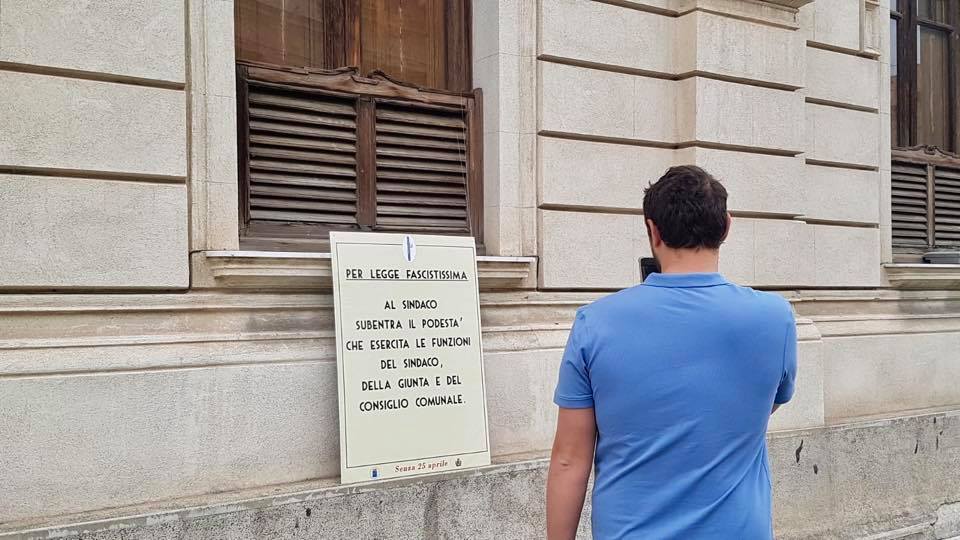 PER LEGGE FASCISTISSIMA
AL SINDACO
SUBENTRA IL PODESTA'
CHE ESERCITA LE FUNZIONI
DEL SINDACO,
DELLA GIUNTA E DEL
CONSIGLIO COMUNALE.
Senza 25 aprile